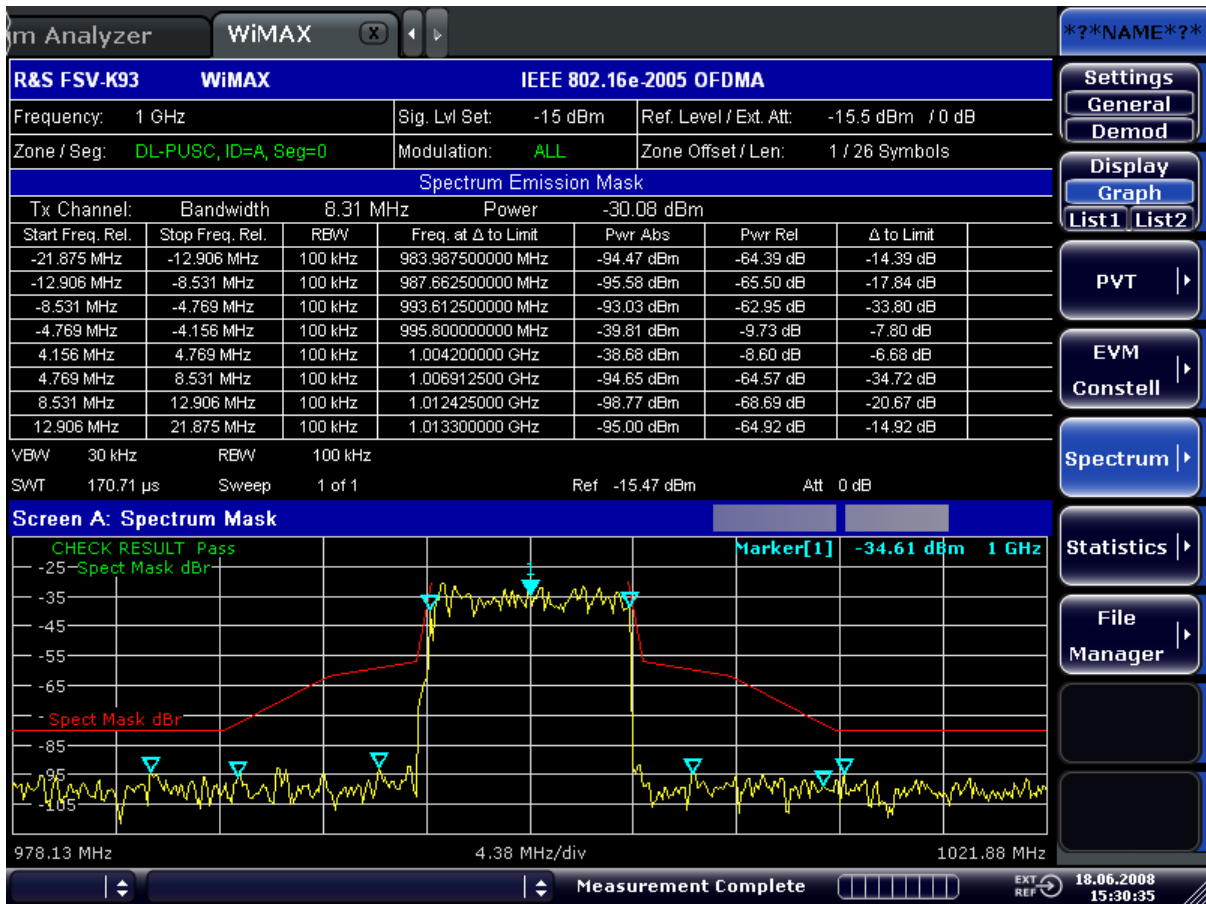 m Analyzer WiMAX X *?*NAME*?*
R&S FSV-K93 WiMAX IEEE 802.16e-2005 OFDMA
Frequency: 1 GHz Sig. Lvl Set: -15 dBm Ref. Level / Ext. Att: -15.5 dBm / 0 dB
Zone / Seg: DL-PUSC, ID=A, Seg=0 Modulation: ALL Zone Offset / Len: 1 / 26 Symbols
Spectrum Emission Mask
Tx Channel: Bandwidth 8.31 MHz Power -30.08 dBm
Start Freq. Rel. Stop Freq. Rel. RBW Freq. at Δ to Limit Pwr Abs Pwr Rel Δ to Limit
-21.875 MHz -12.906 MHz 100 kHz 983.987500000 MHz -94.47 dBm -64.39 dB -14.39 dB
-12.906 MHz -8.531 MHz 100 kHz 987.662500000 MHz -95.58 dBm -65.50 dB -17.84 dB
-8.531 MHz -4.769 MHz 100 kHz 993.612500000 MHz -93.03 dBm -62.95 dB -33.80 dB
-4.769 MHz -4.156 MHz 100 kHz 995.800000000 MHz -39.81 dBm -9.73 dB -7.80 dB
4.156 MHz 4.769 MHz 100 kHz 1.004200000 GHz -38.68 dBm -8.60 dB -6.68 dB
4.769 MHz 8.531 MHz 100 kHz 1.006912500 GHz -94.65 dBm -64.57 dB -34.72 dB
8.531 MHz 12.906 MHz 100 kHz 1.012425000 GHz -98.77 dBm -68.69 dB -20.67 dB
12.906 MHz 21.875 MHz 100 kHz 1.013300000 GHz -95.00 dBm -64.92 dB -14.92 dB
VBW 30 kHz RBW 100 kHz
SWT 170.71 µs Sweep 1 of 1 Ref -15.47 dBm Att 0 dB
Screen A: Spectrum Mask
CHECK RESULT Pass Marker[1] -34.61 dBm 1 GHz
-25 Spect Mask dBr
-35
-45
-55
-65
- Spect Mask dBr
-85
-95
-105
1
978.13 MHz 4.38 MHz/div 1021.88 MHz
Settings
General
Demod
Display
Graph
List1 List2
PVT
EVM
Constell
Spectrum
Statistics
File
Manager
Measurement Complete EXT REF 18.06.2008
15:30:35